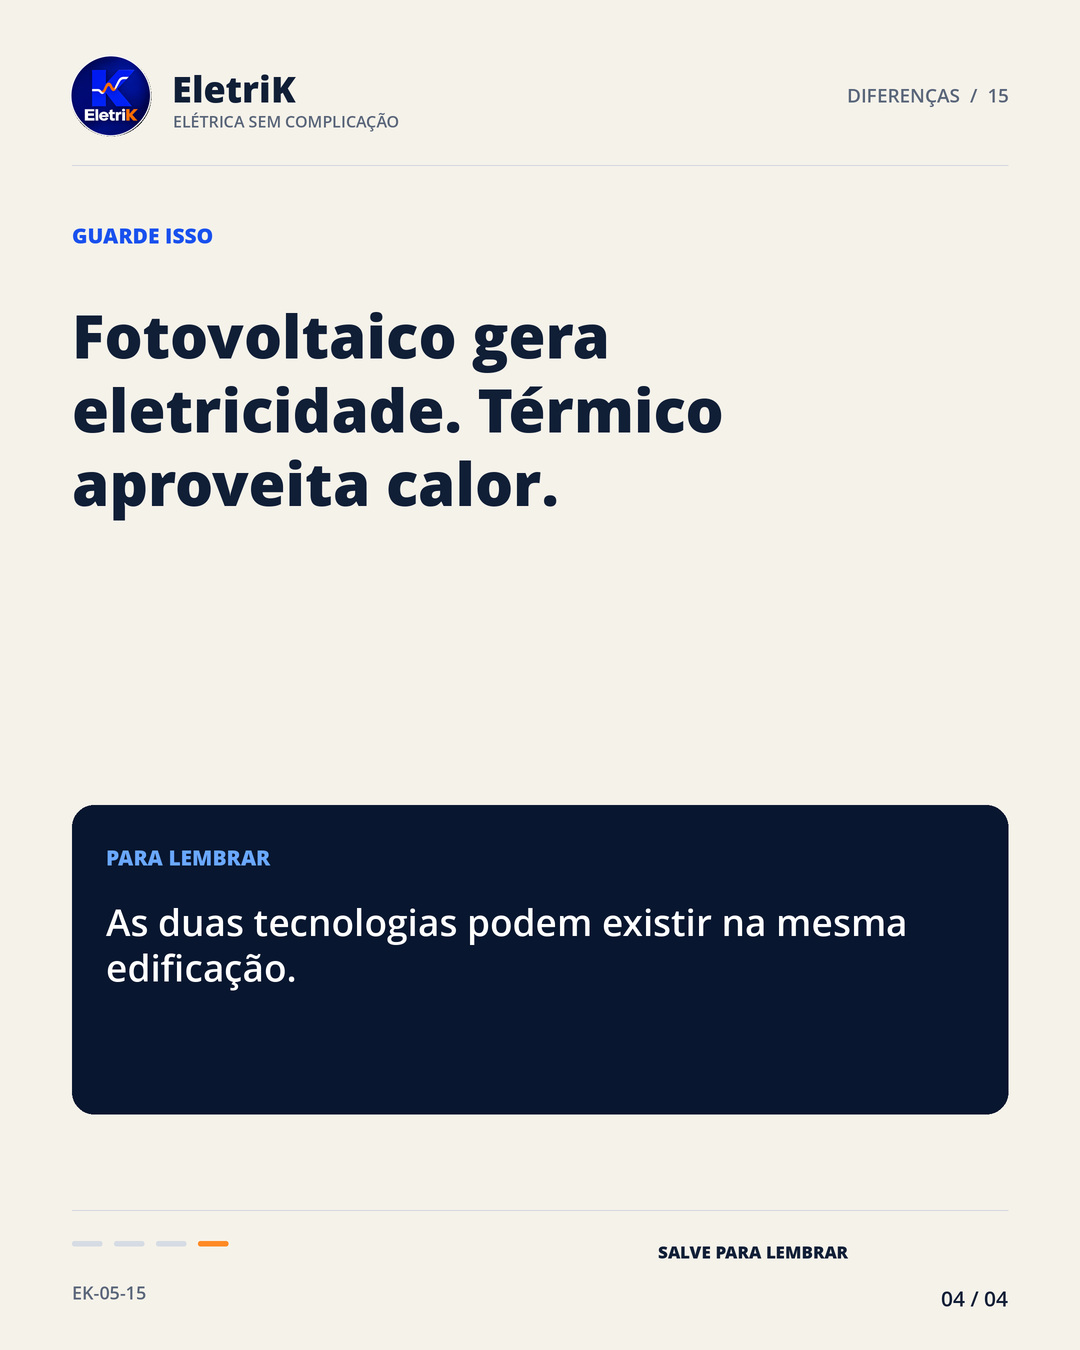 EletriK
EletriK
ELÉTRICA SEM COMPLICAÇÃO
DIFERENÇAS / 15
GUARDE ISSO
Fotovoltaico gera
eletricidade. Térmico
aproveita calor.
PARA LEMBRAR
As duas tecnologias podem existir na mesma
edificação.
SALVE PARA LEMBRAR
EK-05-15
04 / 04